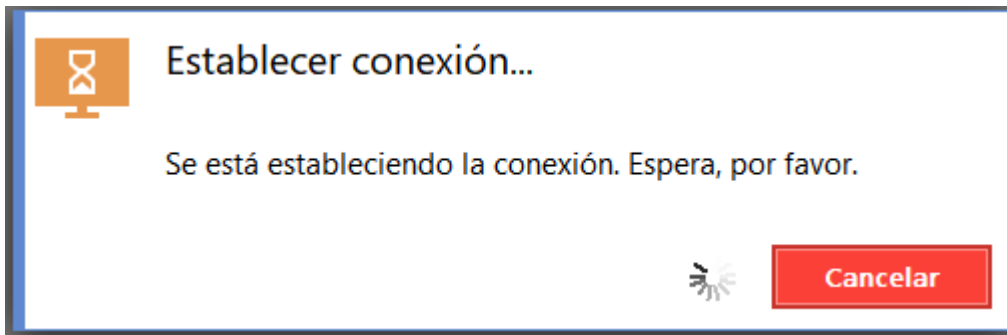 Establecer conexión...
Se está estableciendo la conexión. Espera, por favor.
Cancelar